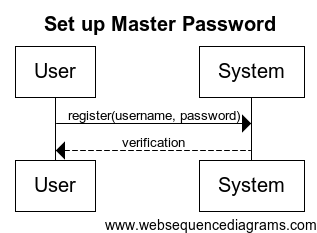 Set up Master Password
User
System
register(username, password)
verification
User
System
www.websequencediagrams.com